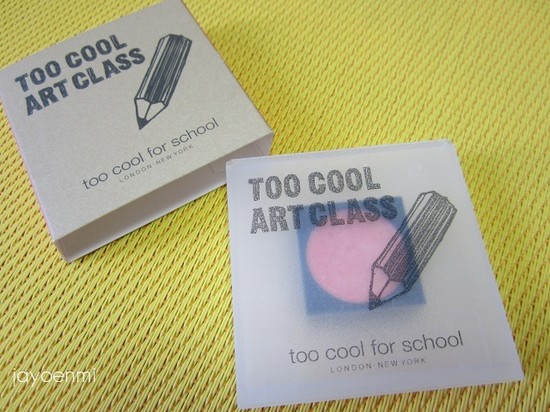 TOO COOL
ART CLASS
too cool for school
LONDON · NEW YORK
TOO COOL
ART CLASS
too cool for school
LONDON · NEW YORK
jayoenmi